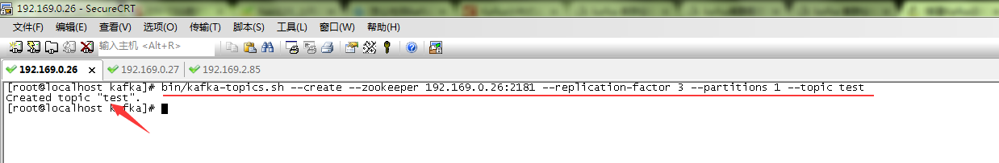 192.169.0.26 - SecureCRT
文件(F) 编辑(E) 查看(V) 选项(O) 传输(T) 脚本(S) 工具(L) 窗口(W) 帮助(H)
输入主机 <Alt+R>
192.169.0.26 × 192.169.0.27 192.169.2.85
[root@localhost kafka]# bin/kafka-topics.sh --create --zookeeper 192.169.0.26:2181 --replication-factor 3 --partitions 1 --topic test
Created topic "test".
[root@localhost kafka]#